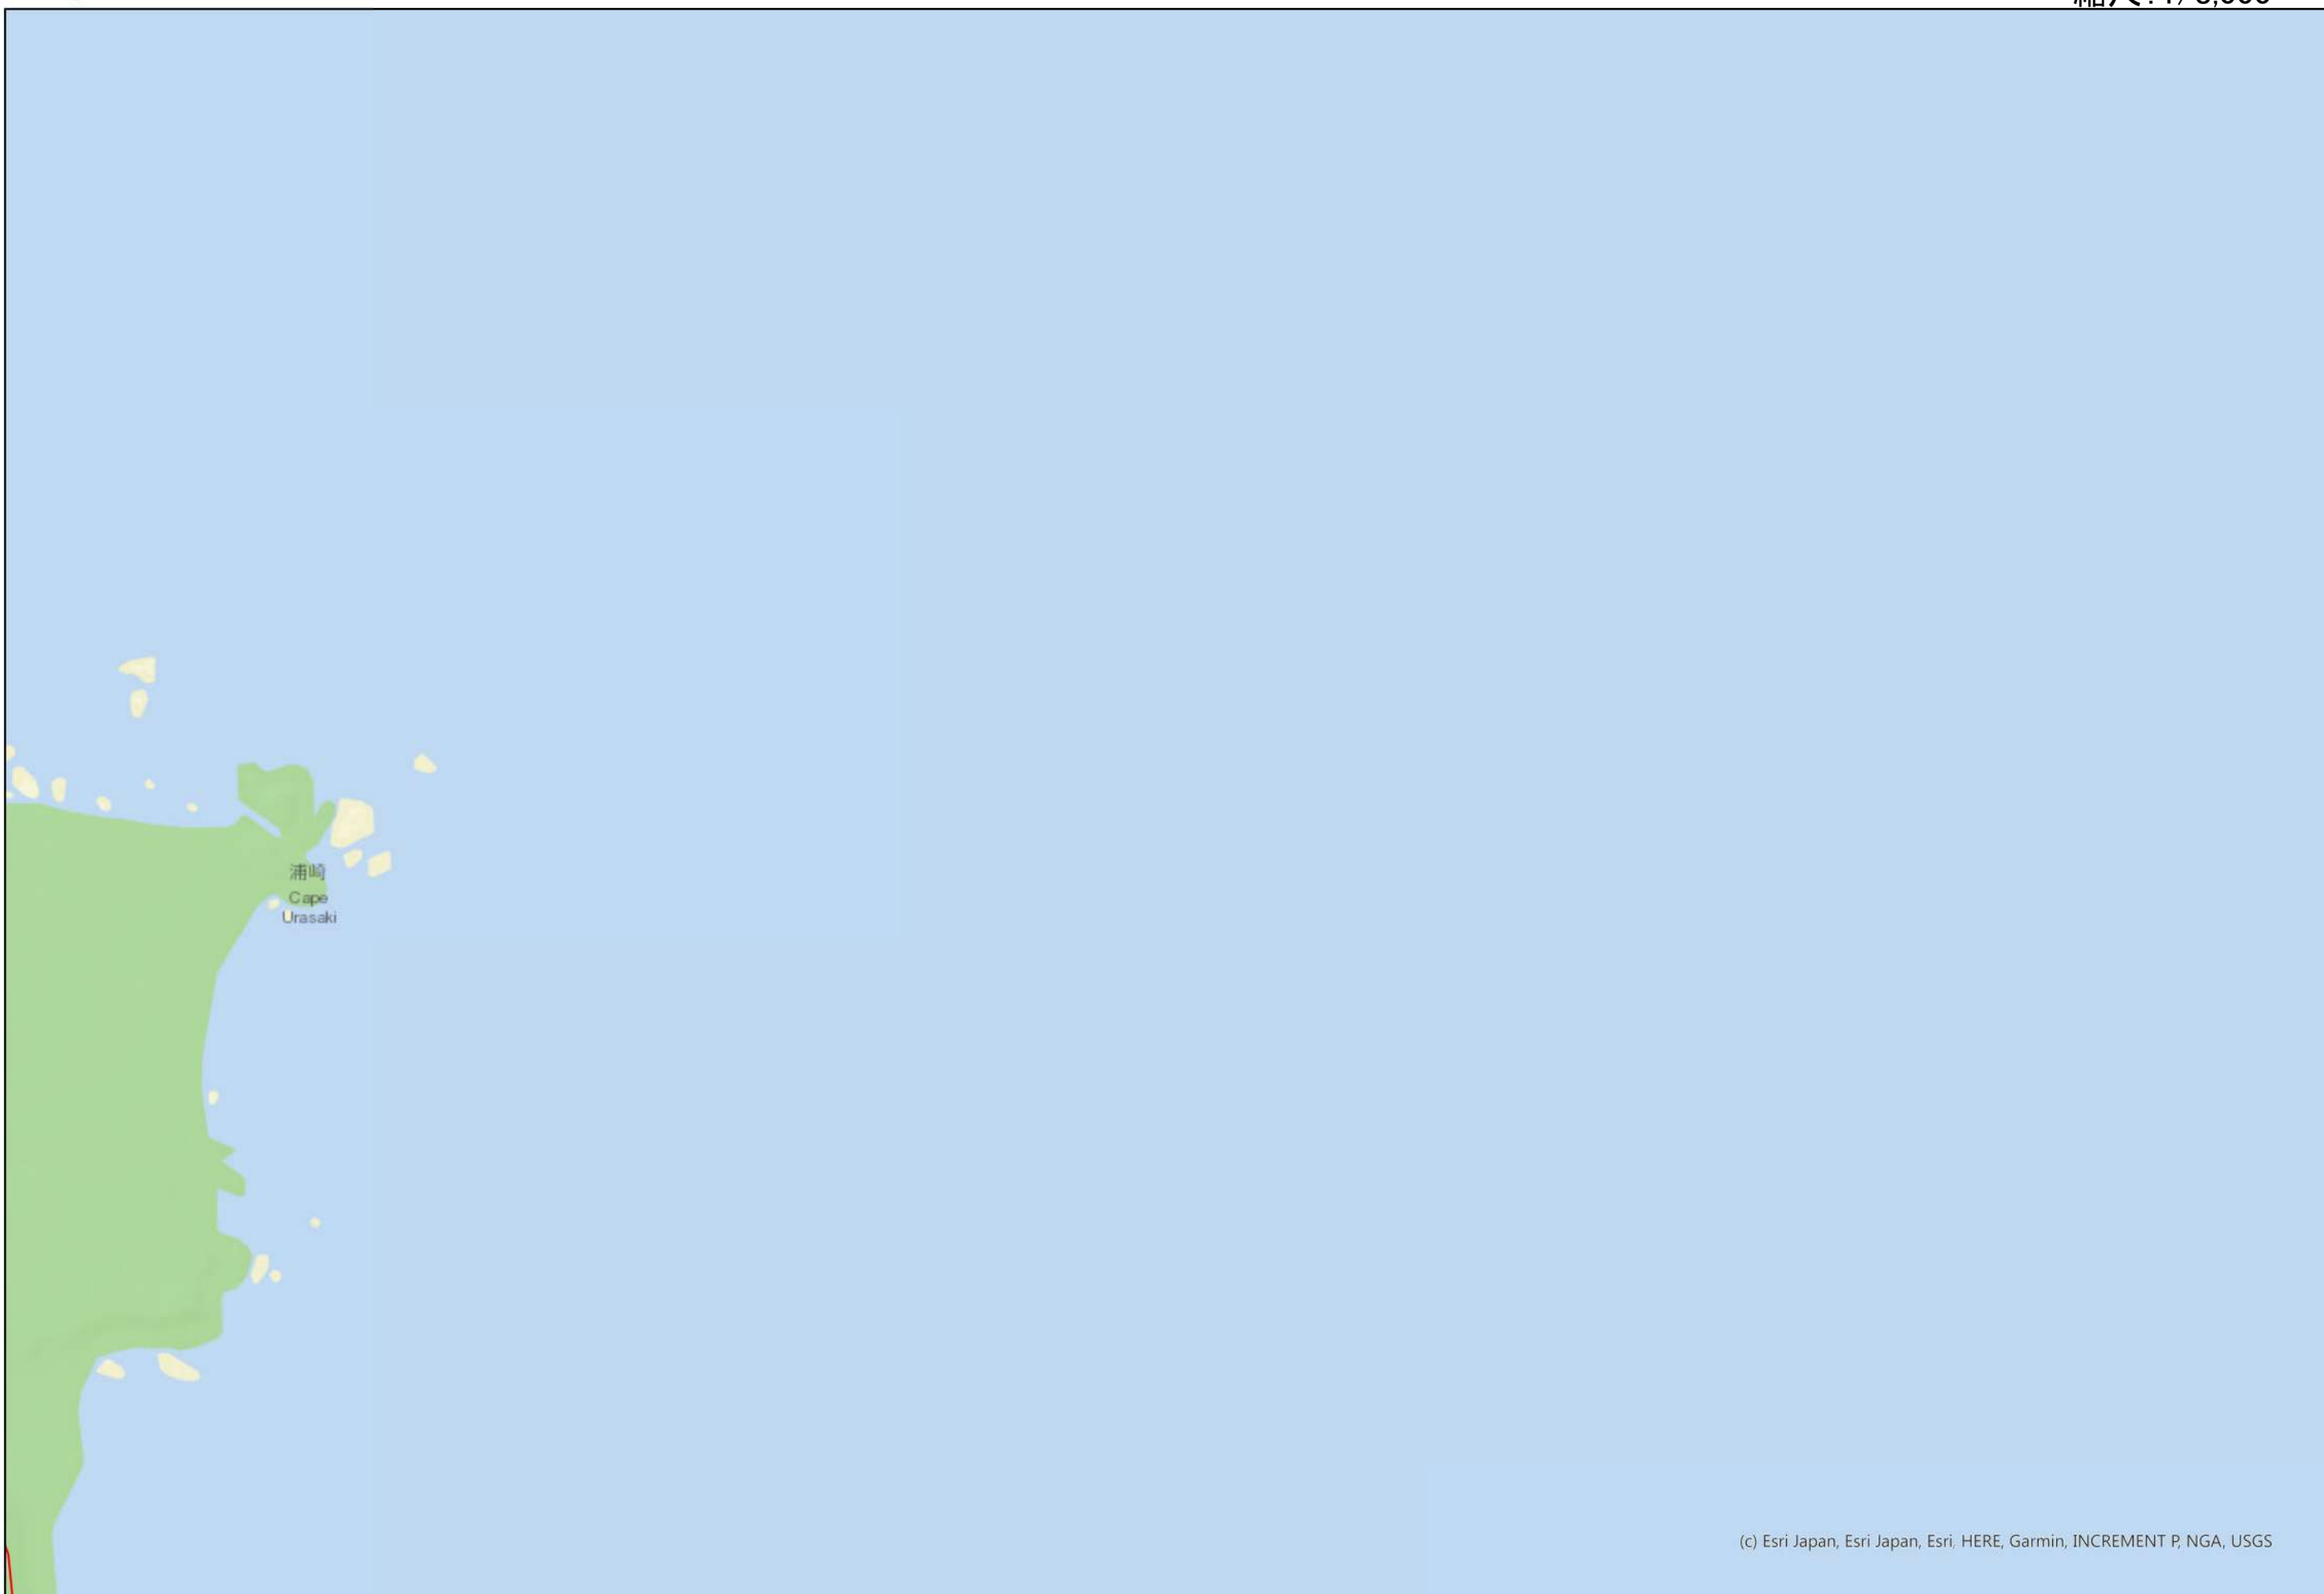 浦崎
Cape
Urasaki
(c) Esri Japan, Esri Japan, Esri, HERE, Garmin, INCREMENT P, NGA, USGS